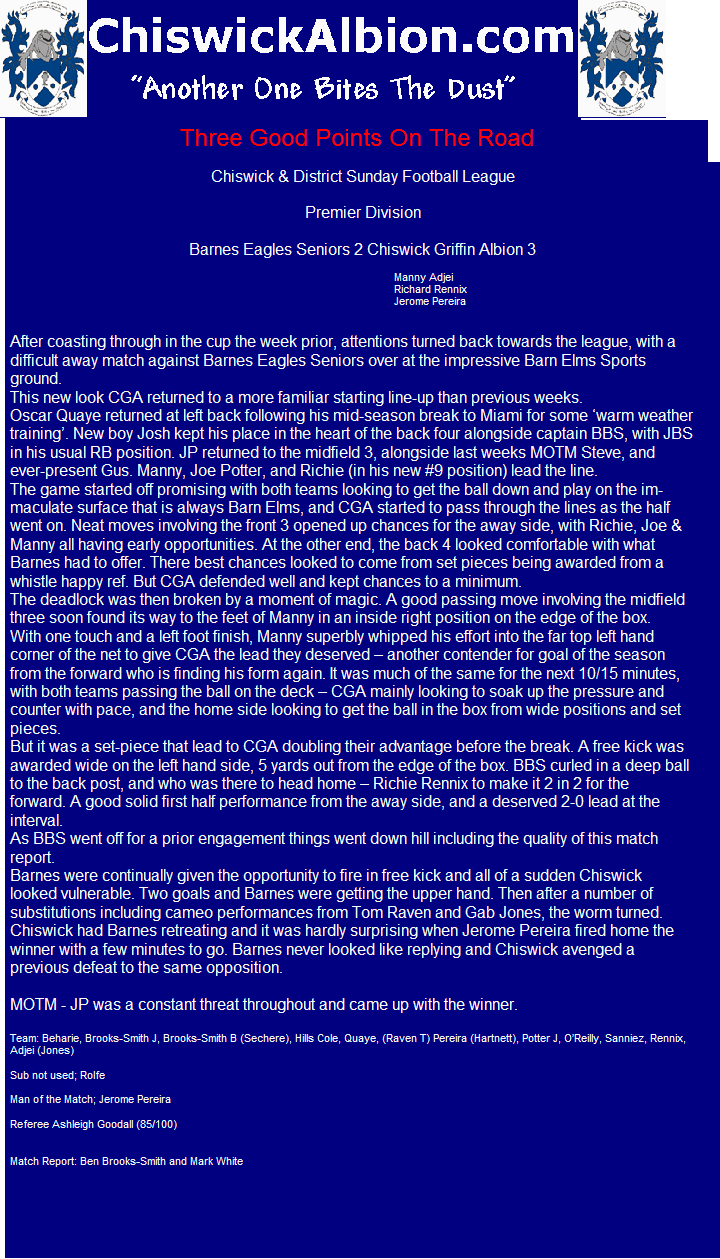 ChiswickAlbion.com
“Another One Bites The Dust”
Three Good Points On The Road
Chiswick & District Sunday Football League
Premier Division
Barnes Eagles Seniors 2 Chiswick Griffin Albion 3
Manny Adjei
Richard Rennix
Jerome Pereira
After coasting through in the cup the week prior, attentions turned back towards the league, with a
difficult away match against Barnes Eagles Seniors over at the impressive Barn Elms Sports
ground.
This new look CGA returned to a more familiar starting line-up than previous weeks.
Oscar Quaye returned at left back following his mid-season break to Miami for some ‘warm weather
training’. New boy Josh kept his place in the heart of the back four alongside captain BBS, with JBS
in his usual RB position. JP returned to the midfield 3, alongside last weeks MOTM Steve, and
ever-present Gus. Manny, Joe Potter, and Richie (in his new #9 position) lead the line.
The game started off promising with both teams looking to get the ball down and play on the im-
maculate surface that is always Barn Elms, and CGA started to pass through the lines as the half
went on. Neat moves involving the front 3 opened up chances for the away side, with Richie, Joe &
Manny all having early opportunities. At the other end, the back 4 looked comfortable with what
Barnes had to offer. There best chances looked to come from set pieces being awarded from a
whistle happy ref. But CGA defended well and kept chances to a minimum.
The deadlock was then broken by a moment of magic. A good passing move involving the midfield
three soon found its way to the feet of Manny in an inside right position on the edge of the box.
With one touch and a left foot finish, Manny superbly whipped his effort into the far top left hand
corner of the net to give CGA the lead they deserved – another contender for goal of the season
from the forward who is finding his form again. It was much of the same for the next 10/15 minutes,
with both teams passing the ball on the deck – CGA mainly looking to soak up the pressure and
counter with pace, and the home side looking to get the ball in the box from wide positions and set
pieces.
But it was a set-piece that lead to CGA doubling their advantage before the break. A free kick was
awarded wide on the left hand side, 5 yards out from the edge of the box. BBS curled in a deep ball
to the back post, and who was there to head home – Richie Rennix to make it 2 in 2 for the
forward. A good solid first half performance from the away side, and a deserved 2-0 lead at the
interval.
As BBS went off for a prior engagement things went down hill including the quality of this match
report.
Barnes were continually given the opportunity to fire in free kick and all of a sudden Chiswick
looked vulnerable. Two goals and Barnes were getting the upper hand. Then after a number of
substitutions including cameo performances from Tom Raven and Gab Jones, the worm turned.
Chiswick had Barnes retreating and it was hardly surprising when Jerome Pereira fired home the
winner with a few minutes to go. Barnes never looked like replying and Chiswick avenged a
previous defeat to the same opposition.
MOTM - JP was a constant threat throughout and came up with the winner.
Team: Beharie, Brooks-Smith J, Brooks-Smith B (Sechere), Hills Cole, Quaye, (Raven T) Pereira (Hartnett), Potter J, O'Reilly, Sanniez, Rennix,
Adjei (Jones)
Sub not used; Rolfe
Man of the Match; Jerome Pereira
Referee Ashleigh Goodall (85/100)
Match Report: Ben Brooks-Smith and Mark White